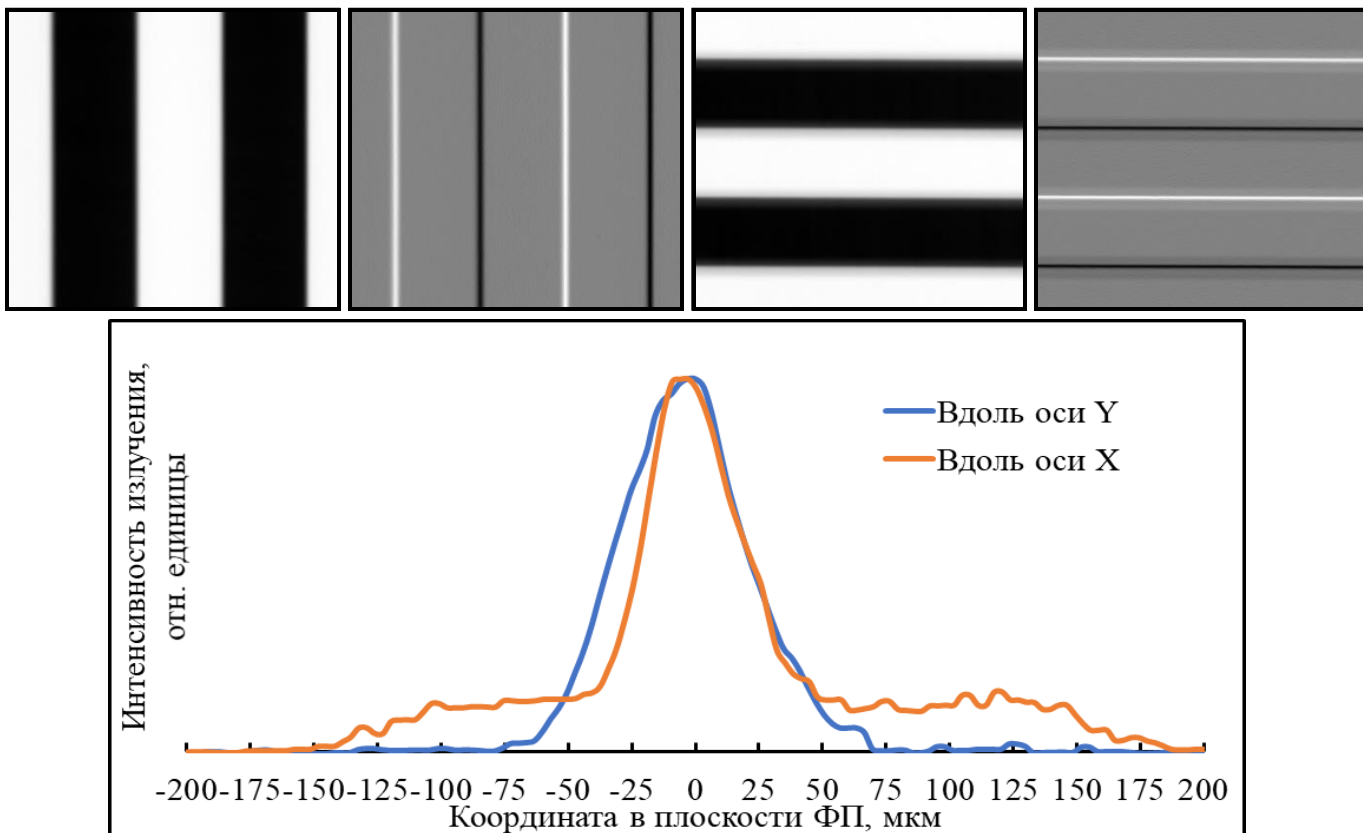 Интенсивность излучения,
отн. единицы
Вдоль оси Y
Вдоль оси X
-200 -175 -150 -125 -100 -75 -50 -25 0 25 50 75 100 125 150 175 200
Координата в плоскости ФП, мкм